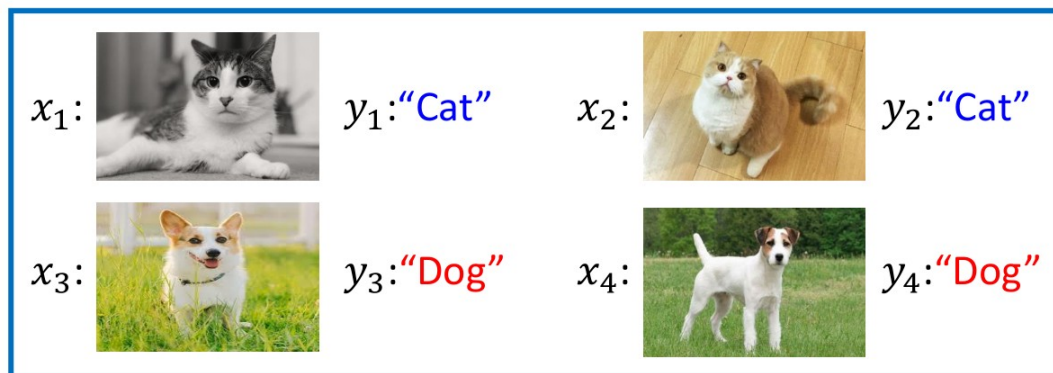 x₁: y₁:“Cat” x₂: y₂:“Cat”
x₃: y₃:“Dog” x₄: y₄:“Dog”